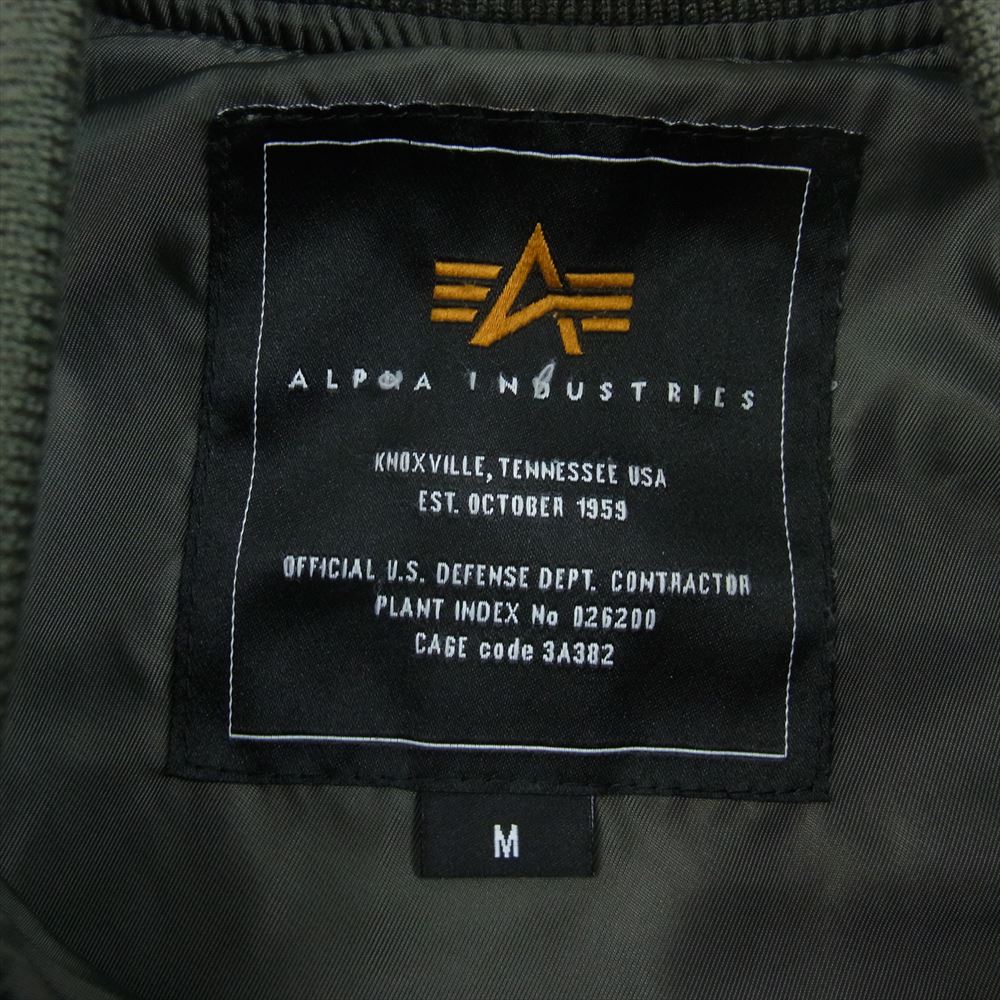 ALPHA INDUSTRIES
KNOXVILLE, TENNESSEE USA
EST. OCTOBER 1959
OFFICIAL U.S. DEFENSE DEPT. CONTRACTOR
PLANT INDEX No 026200
CAGE code 3A382
M